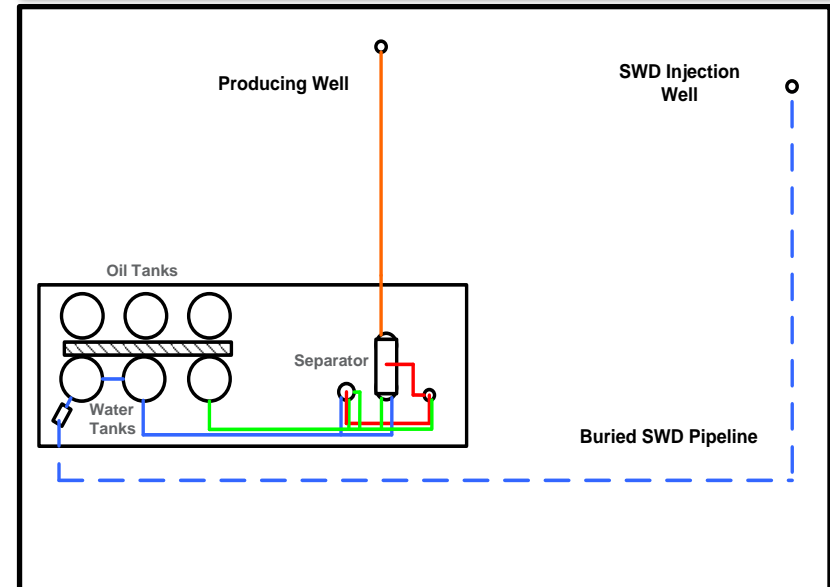 SWD Injection
Well
Producing Well
Oil Tanks
Separator
Water
Tanks
Buried SWD Pipeline